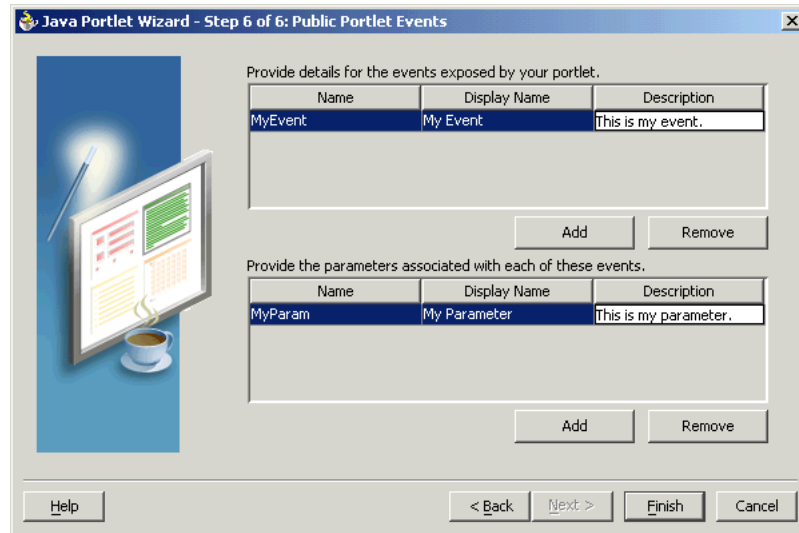 Java Portlet Wizard - Step 6 of 6: Public Portlet Events
Provide details for the events exposed by your portlet.
Name Display Name Description
MyEvent My Event This is my event.
Add Remove
Provide the parameters associated with each of these events.
Name Display Name Description
MyParam My Parameter This is my parameter.
Add Remove
Help < Back Next > Finish Cancel